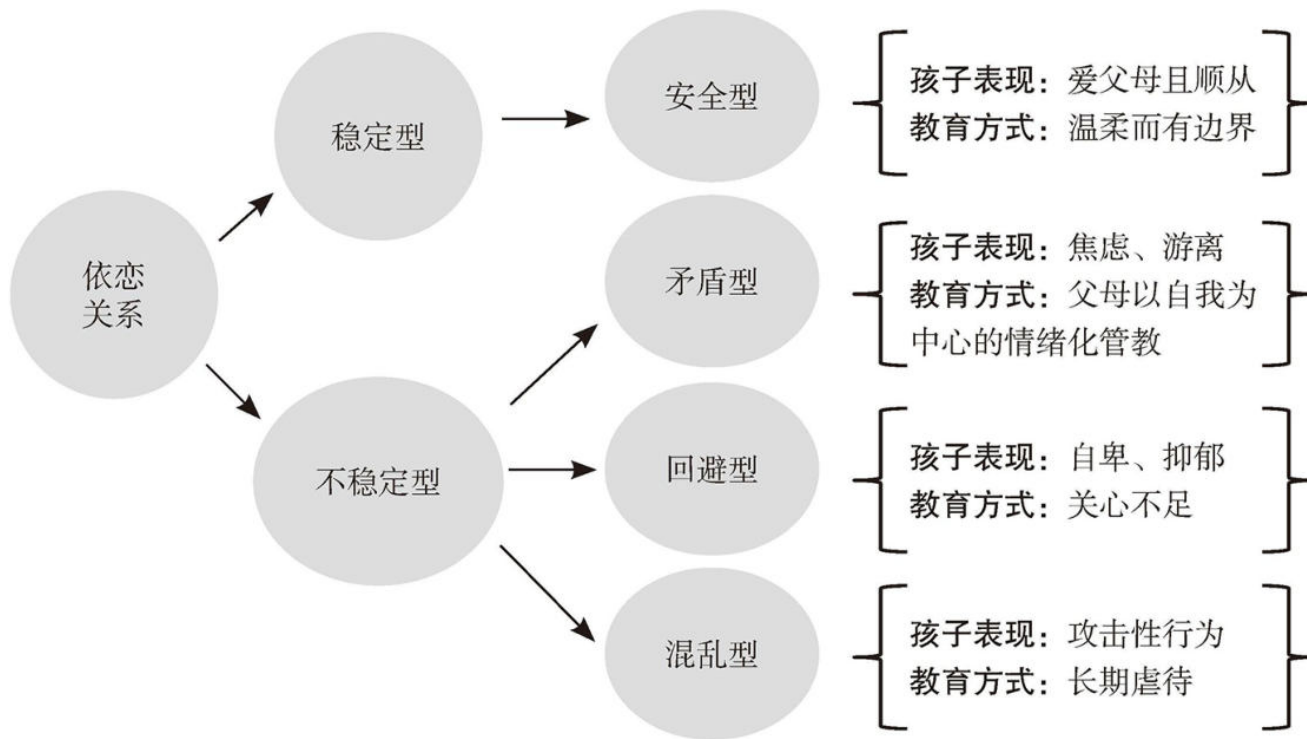 依恋
关系
稳定型
不稳定型
安全型
孩子表现：爱父母且顺从
教育方式：温柔而有边界
矛盾型
孩子表现：焦虑、游离
教育方式：父母以自我为
中心的情绪化管教
回避型
孩子表现：自卑、抑郁
教育方式：关心不足
混乱型
孩子表现：攻击性行为
教育方式：长期虐待